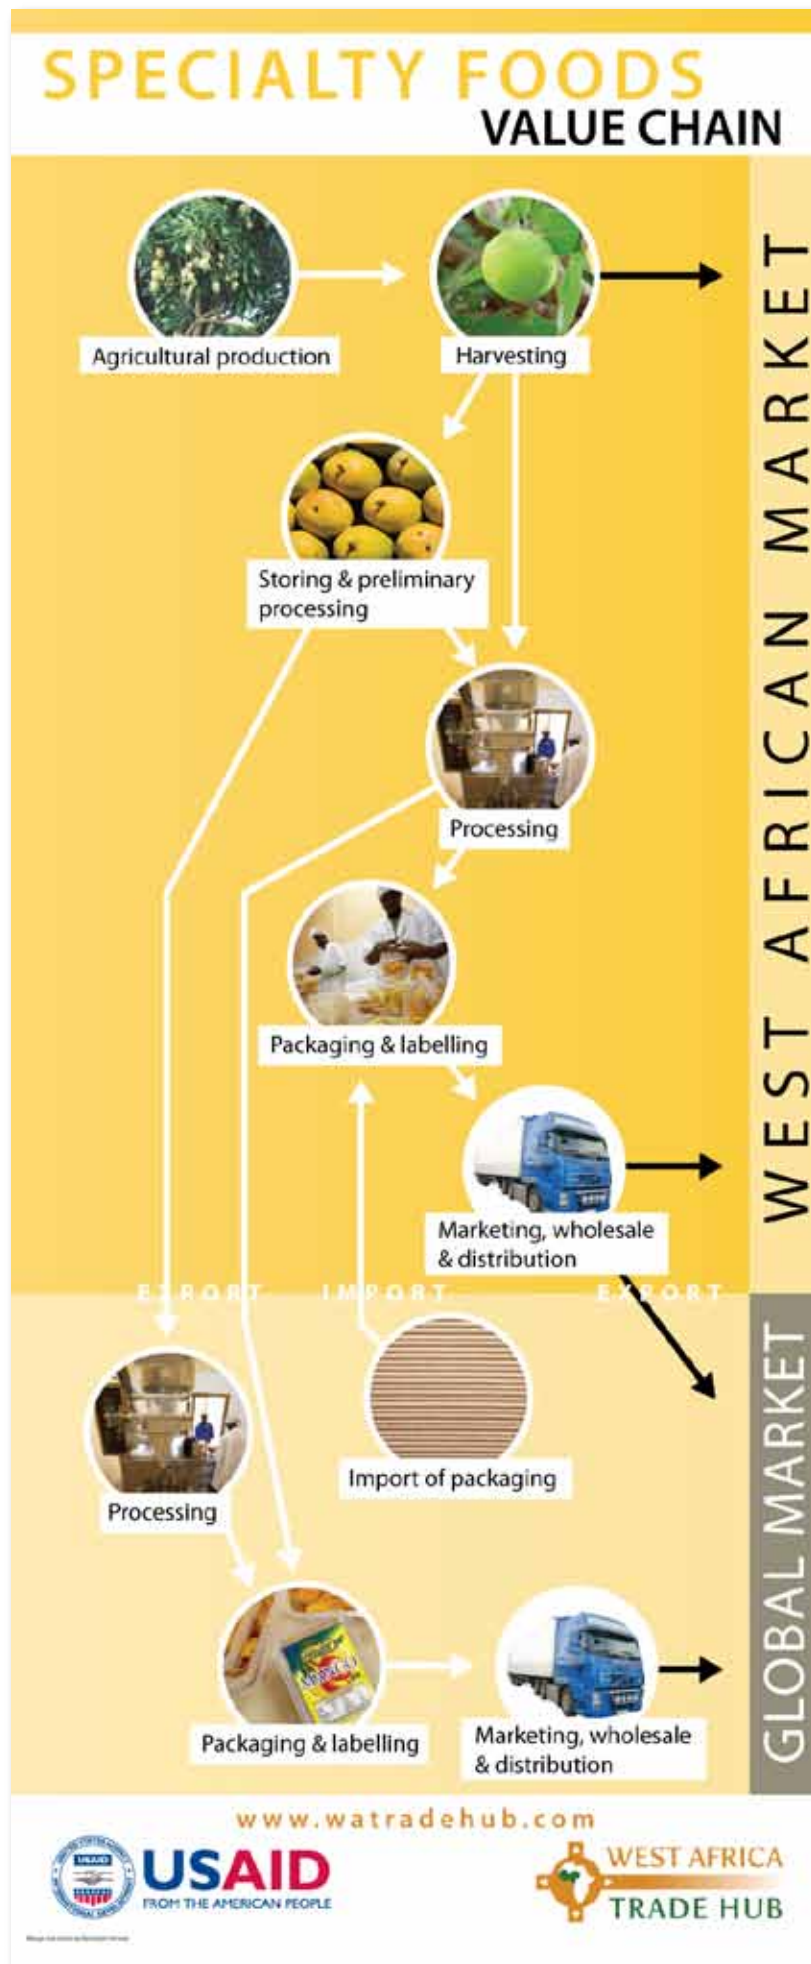 SPECIALTY FOODS
VALUE CHAIN
Agricultural production
Harvesting
Storing & preliminary
processing
Processing
Packaging & labelling
Marketing, wholesale
& distribution
WEST AFRICAN MARKET
EXPORT
IMPORT
EXPORT
Processing
Import of packaging
Packaging & labelling
Marketing, wholesale
& distribution
GLOBAL MARKET
www.watradehub.com
USAID
USAID
FROM THE AMERICAN PEOPLE
WEST AFRICA
TRADE HUB